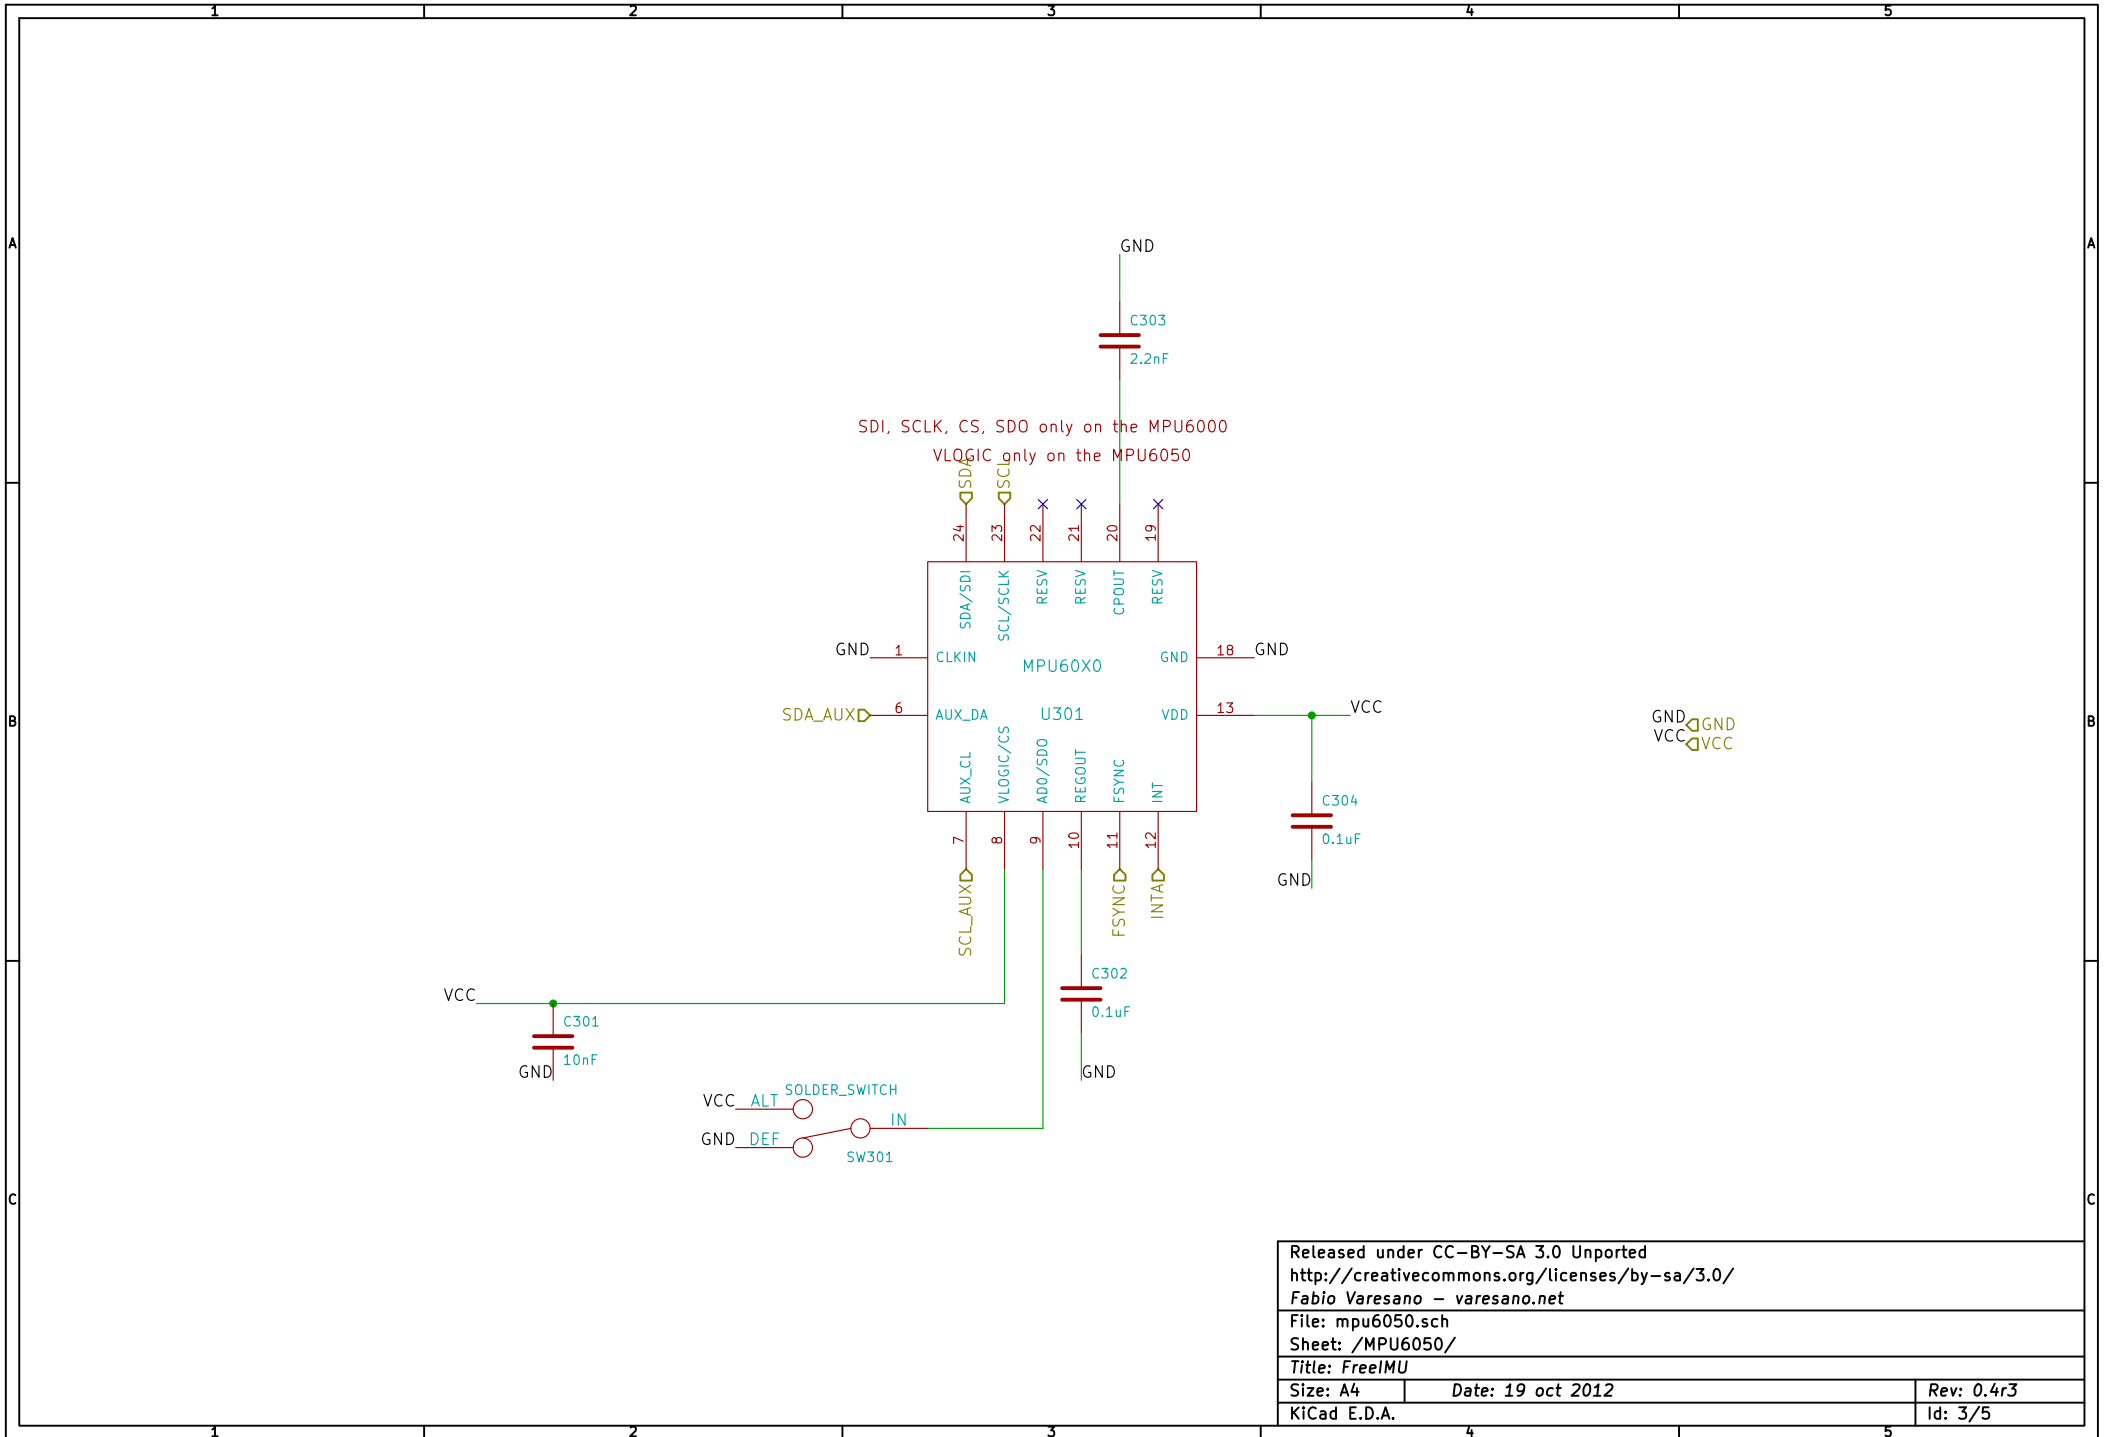 1 2 3 4 5
A A
GND
C303
2.2nF
SDI, SCLK, CS, SDO only on the MPU6000
VLOGIC only on the MPU6050
SDA SCL
24 23 22 21 20 19
SDA/SDI SCL/SCLK RESV RESV CPOUT RESV
GND 1 CLKIN GND 18 GND
MPU60X0
SDA_AUX 6 AUX_DA U301 VDD 13 VCC
B B
GND GND
VCC VCC
AUX_CL VLOGIC/CS AD0/SDO REGOUT FSYNC INT
7 8 9 10 11 12
C304
0.1uF
GND
SCL_AUX FSYNC INTA
C302
0.1uF
GND
VCC
C301
10nF
GND
SOLDER_SWITCH
VCC ALT
IN
GND DEF
SW301
C C
Released under CC-BY-SA 3.0 Unported
http://creativecommons.org/licenses/by-sa/3.0/
Fabio Varesano - varesano.net
File: mpu6050.sch
Sheet: /MPU6050/
Title: FreeIMU
Size: A4 Date: 19 oct 2012 Rev: 0.4r3
KiCad E.D.A. Id: 3/5
1 2 3 4 5